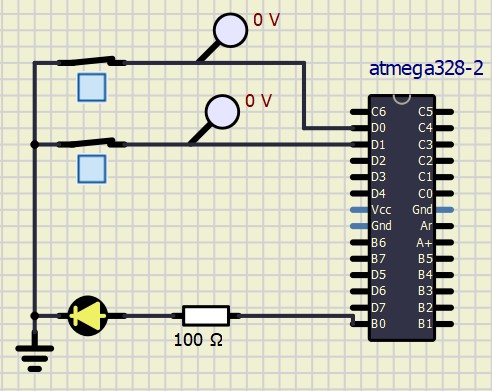 0 V
atmega328-2
0 V
C6 C5
D0 C4
D1 C3
D2 C2
D3 C1
D4 C0
Vcc Gnd
Gnd Ar
B6 A+
B7 B5
D5 B4
D6 B3
D7 B2
B0 B1
100 Ω